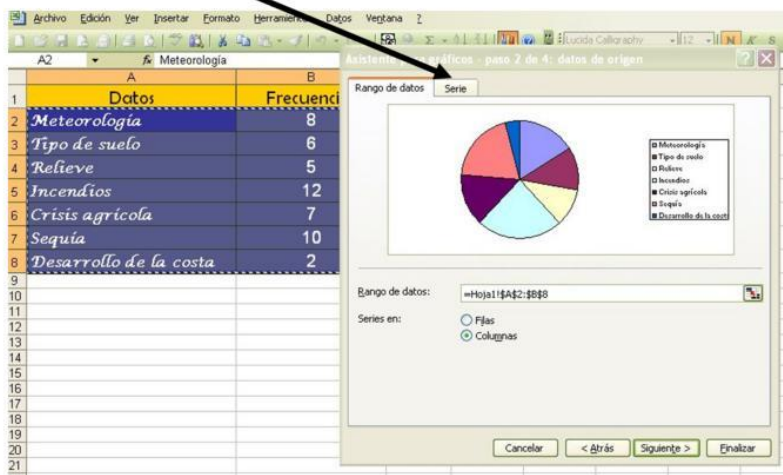 Archivo Edición Ver Insertar Formato Herramientas Datos Ventana ?
Lucida Calligraphy 12 N K S
A2 fx Meteorología
Asistente para gráficos - paso 2 de 4: datos de origen
A B
1 Datos Frecuenci
2 Meteorología 8
3 Tipo de suelo 6
4 Relieve 5
5 Incendios 12
6 Crisis agrícola 7
7 Sequía 10
8 Desarrollo de la costa 2
9
10
11
12
13
14
15
16
17
18
19
20
21
Rango de datos Serie
Meteorología
Tipo de suelo
Relieve
Incendios
Crisis agrícola
Sequía
Desarrollo de la cost
Rango de datos: =Hoja1!$A$2:$B$8
Series en: Filas
Columnas
Cancelar < Atrás Siguiente > Finalizar